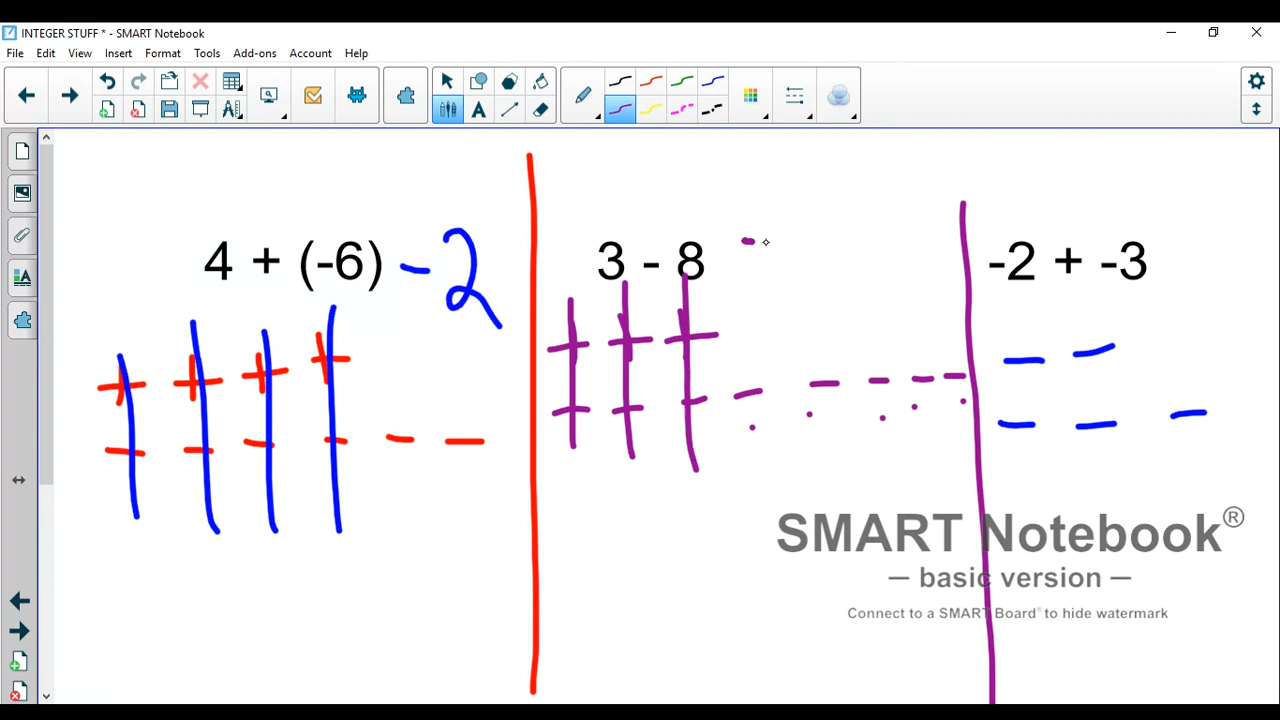 INTEGER STUFF * - SMART Notebook
File Edit View Insert Format Tools Add-ons Account Help
4 + (-6) -2
3 - 8 -
-2 + -3
+ + + +
- - - - - -
+ + +
- - - - - - - -
- -
- - -
SMART Notebook®
— basic version —
Connect to a SMART Board® to hide watermark